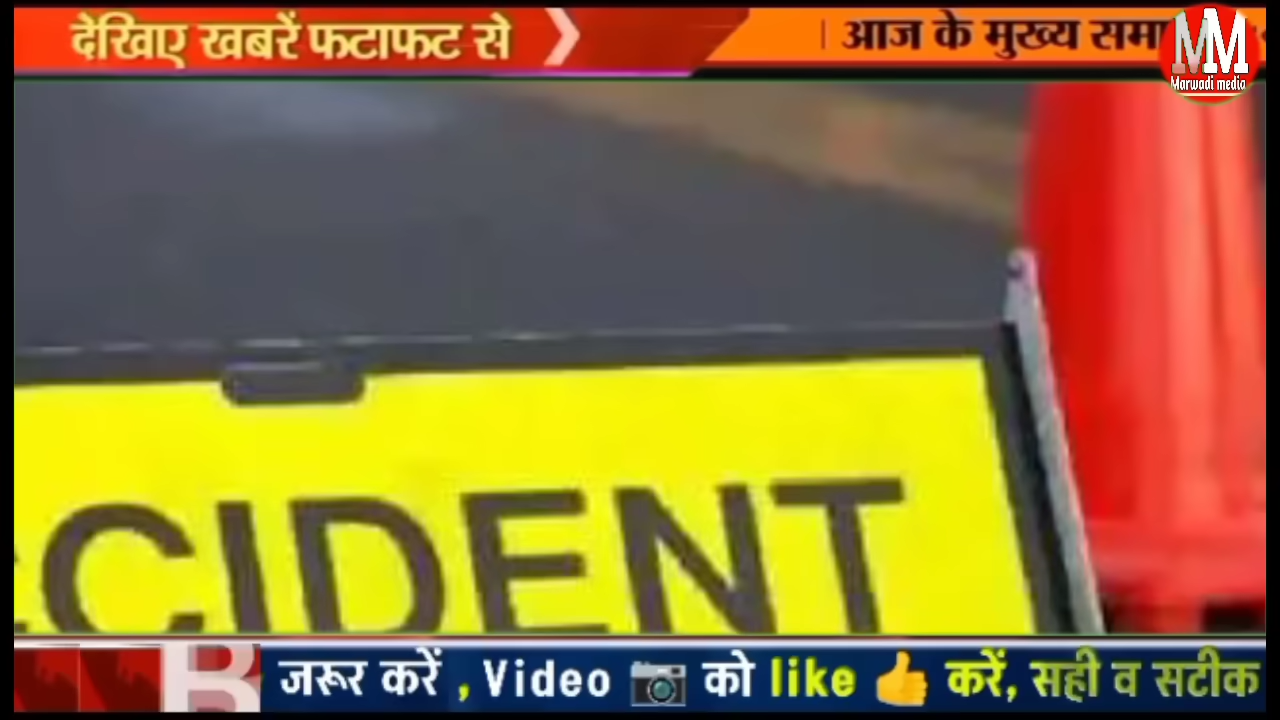 देखिए खबरें फटाफट से
आज के मुख्य समा
MM
Marwadi media
CIDENT
B
जरूर करें , Video 📷 को like 👍 करें, सही व सटीक